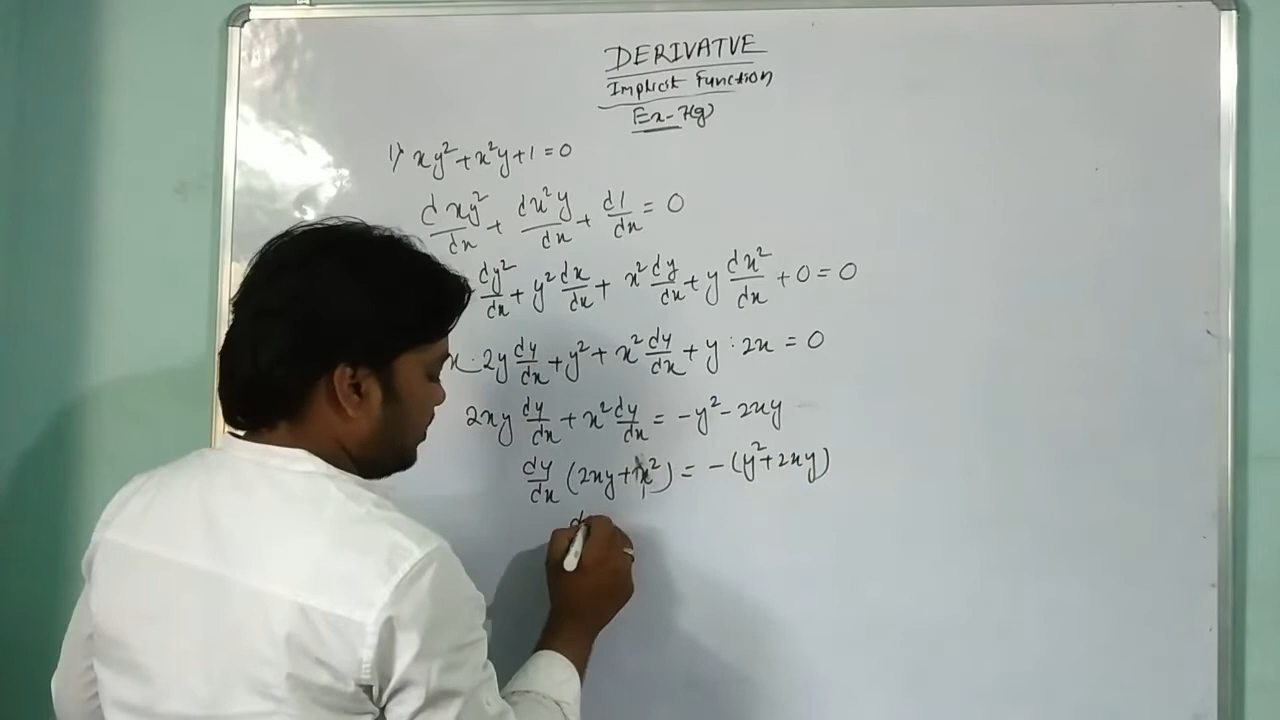 DERIVATVE
Implicit Function
Ex-7(g)
1) xy²+x²y+1=0
d xy²/dx + dx²y/dx + d1/dx = 0
dy²/dx + y² dx/dx + x² dy/dx + y dx²/dx + 0 = 0
x · 2y dy/dx + y² + x² dy/dx + y · 2x = 0
2xy dy/dx + x² dy/dx = -y² - 2xy
dy/dx (2xy + x²) = -(y² + 2xy)
d